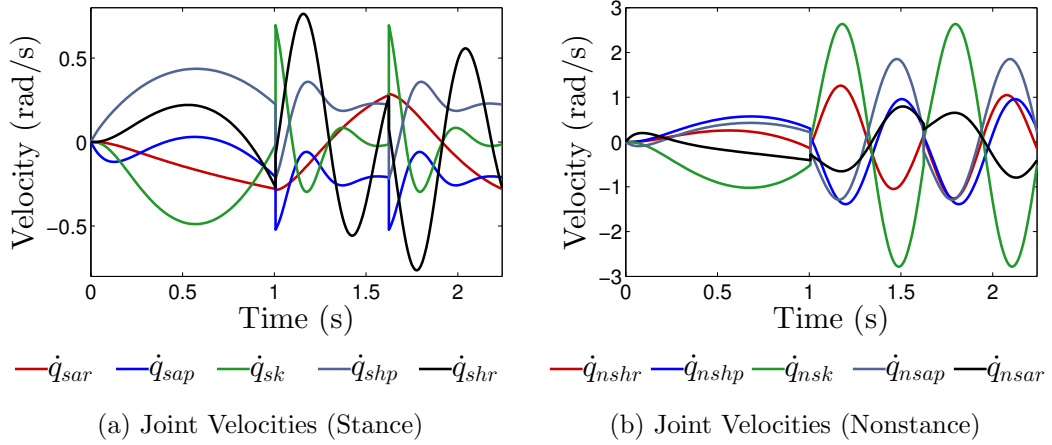 Velocity (rad/s)
0.5
0
−0.5
0 0.5 1 1.5 2
Time (s)
q̇sar q̇sap q̇sk q̇shp q̇shr
(a) Joint Velocities (Stance)
Velocity (rad/s)
3
2
1
0
−1
−2
−3
0 0.5 1 1.5 2
Time (s)
q̇nshr q̇nshp q̇nsk q̇nsap q̇nsar
(b) Joint Velocities (Nonstance)